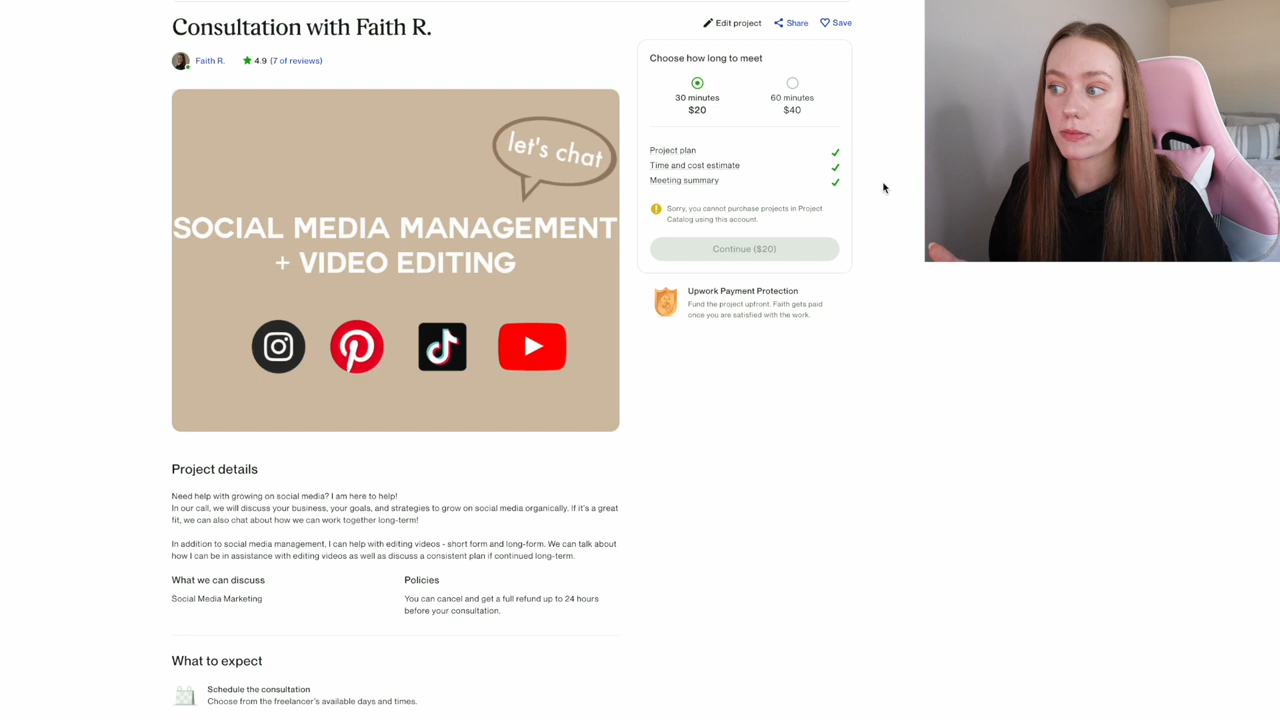 Consultation with Faith R.
Edit project
Share
Save
Faith R.
4.9 (7 of reviews)
let's chat
SOCIAL MEDIA MANAGEMENT
+ VIDEO EDITING
Choose how long to meet
30 minutes
$20
60 minutes
$40
Project plan
Time and cost estimate
Meeting summary
Sorry, you cannot purchase projects in Project
Catalog using this account.
Continue ($20)
Upwork Payment Protection
Fund the project upfront. Faith gets paid
once you are satisfied with the work.
Project details
Need help with growing on social media? I am here to help!
In our call, we will discuss your business, your goals, and strategies to grow on social media organically. If it's a great
fit, we can also chat about how we can work together long-term!
In addition to social media management, I can help with editing videos - short form and long-form. We can talk about
how I can be in assistance with editing videos as well as discuss a consistent plan if continued long-term.
What we can discuss
Social Media Marketing
Policies
You can cancel and get a full refund up to 24 hours
before your consultation.
What to expect
Schedule the consultation
Choose from the freelancer's available days and times.